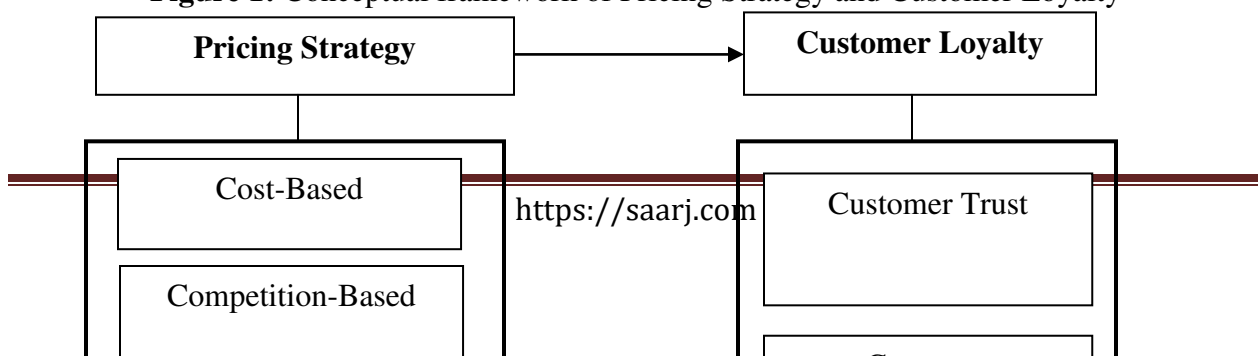 Pricing Strategy
Customer Loyalty
Cost-Based
https://saarj.com
Customer Trust
Competition-Based